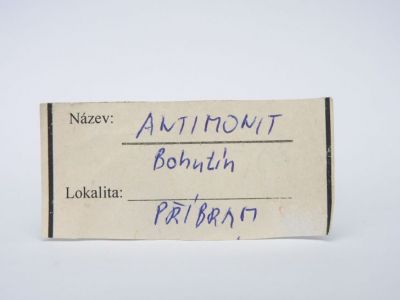 Název: ANTIMONIT
Bohutín
Lokalita:
PŘÍBRAM